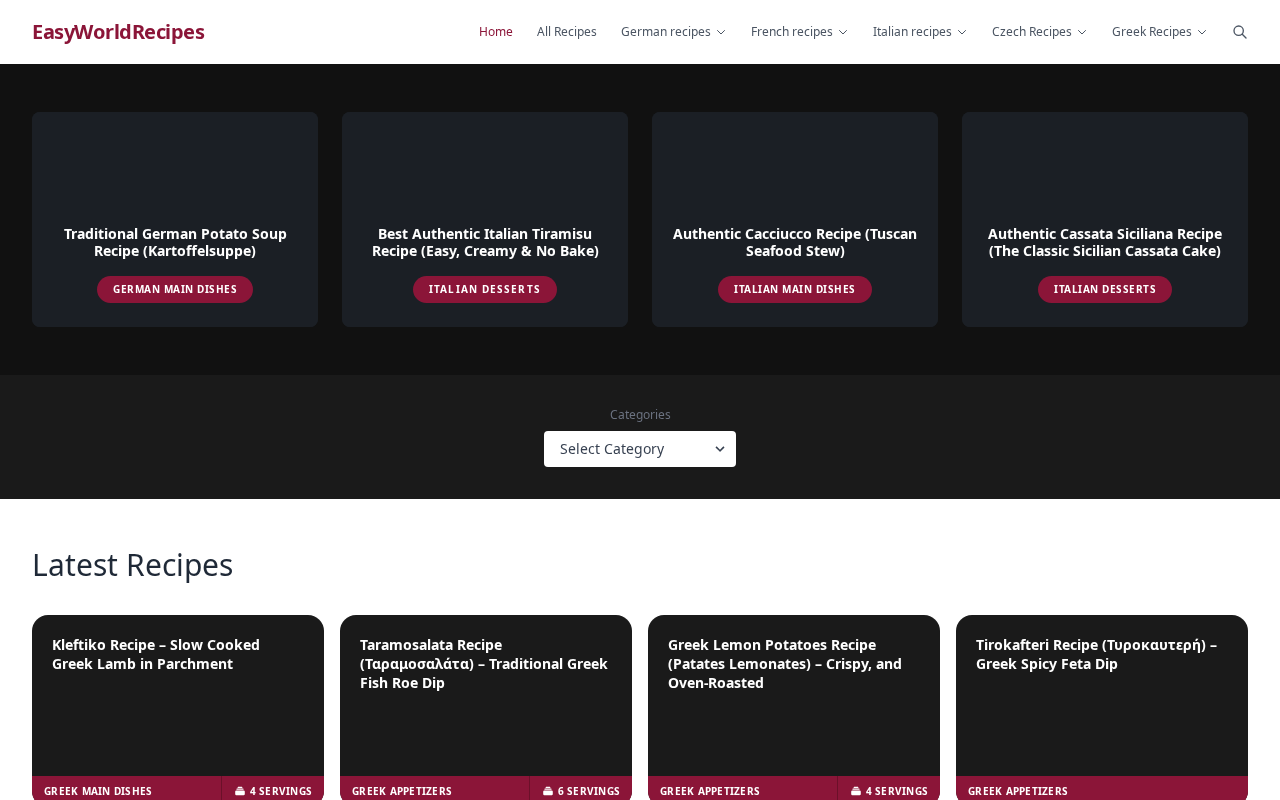 EasyWorldRecipes
Home
All Recipes
German recipes
French recipes
Italian recipes
Czech Recipes
Greek Recipes
Traditional German Potato Soup
Recipe (Kartoffelsuppe)
GERMAN MAIN DISHES
Best Authentic Italian Tiramisu
Recipe (Easy, Creamy & No Bake)
ITALIAN DESSERTS
Authentic Cacciucco Recipe (Tuscan
Seafood Stew)
ITALIAN MAIN DISHES
Authentic Cassata Siciliana Recipe
(The Classic Sicilian Cassata Cake)
ITALIAN DESSERTS
Categories
Select Category
Latest Recipes
Kleftiko Recipe – Slow Cooked
Greek Lamb in Parchment
GREEK MAIN DISHES
4 SERVINGS
Taramosalata Recipe
(Ταραμοσαλάτα) – Traditional Greek
Fish Roe Dip
GREEK APPETIZERS
6 SERVINGS
Greek Lemon Potatoes Recipe
(Patates Lemonates) – Crispy, and
Oven-Roasted
GREEK APPETIZERS
4 SERVINGS
Tirokafteri Recipe (Τυροκαυτερή) –
Greek Spicy Feta Dip
GREEK APPETIZERS